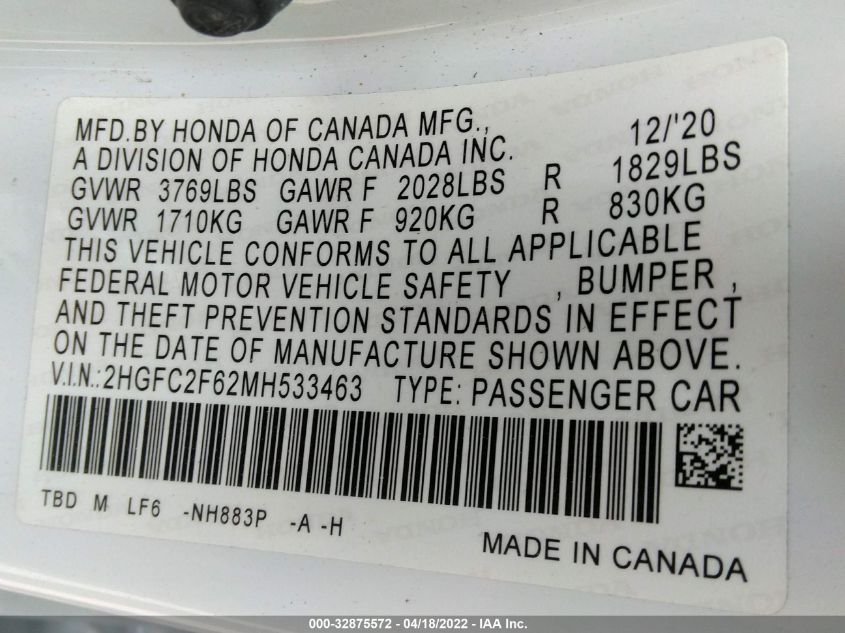 MFD.BY HONDA OF CANADA MFG., 12/'20
A DIVISION OF HONDA CANADA INC.
GVWR 3769LBS GAWR F 2028LBS R 1829LBS
GVWR 1710KG GAWR F 920KG R 830KG
THIS VEHICLE CONFORMS TO ALL APPLICABLE
FEDERAL MOTOR VEHICLE SAFETY , BUMPER ,
AND THEFT PREVENTION STANDARDS IN EFFECT
ON THE DATE OF MANUFACTURE SHOWN ABOVE.
V.I.N.:2HGFC2F62MH533463 TYPE: PASSENGER CAR
TBD M LF6 -NH883P -A -H
MADE IN CANADA
000-32875572 - 04/18/2022 - IAA Inc.